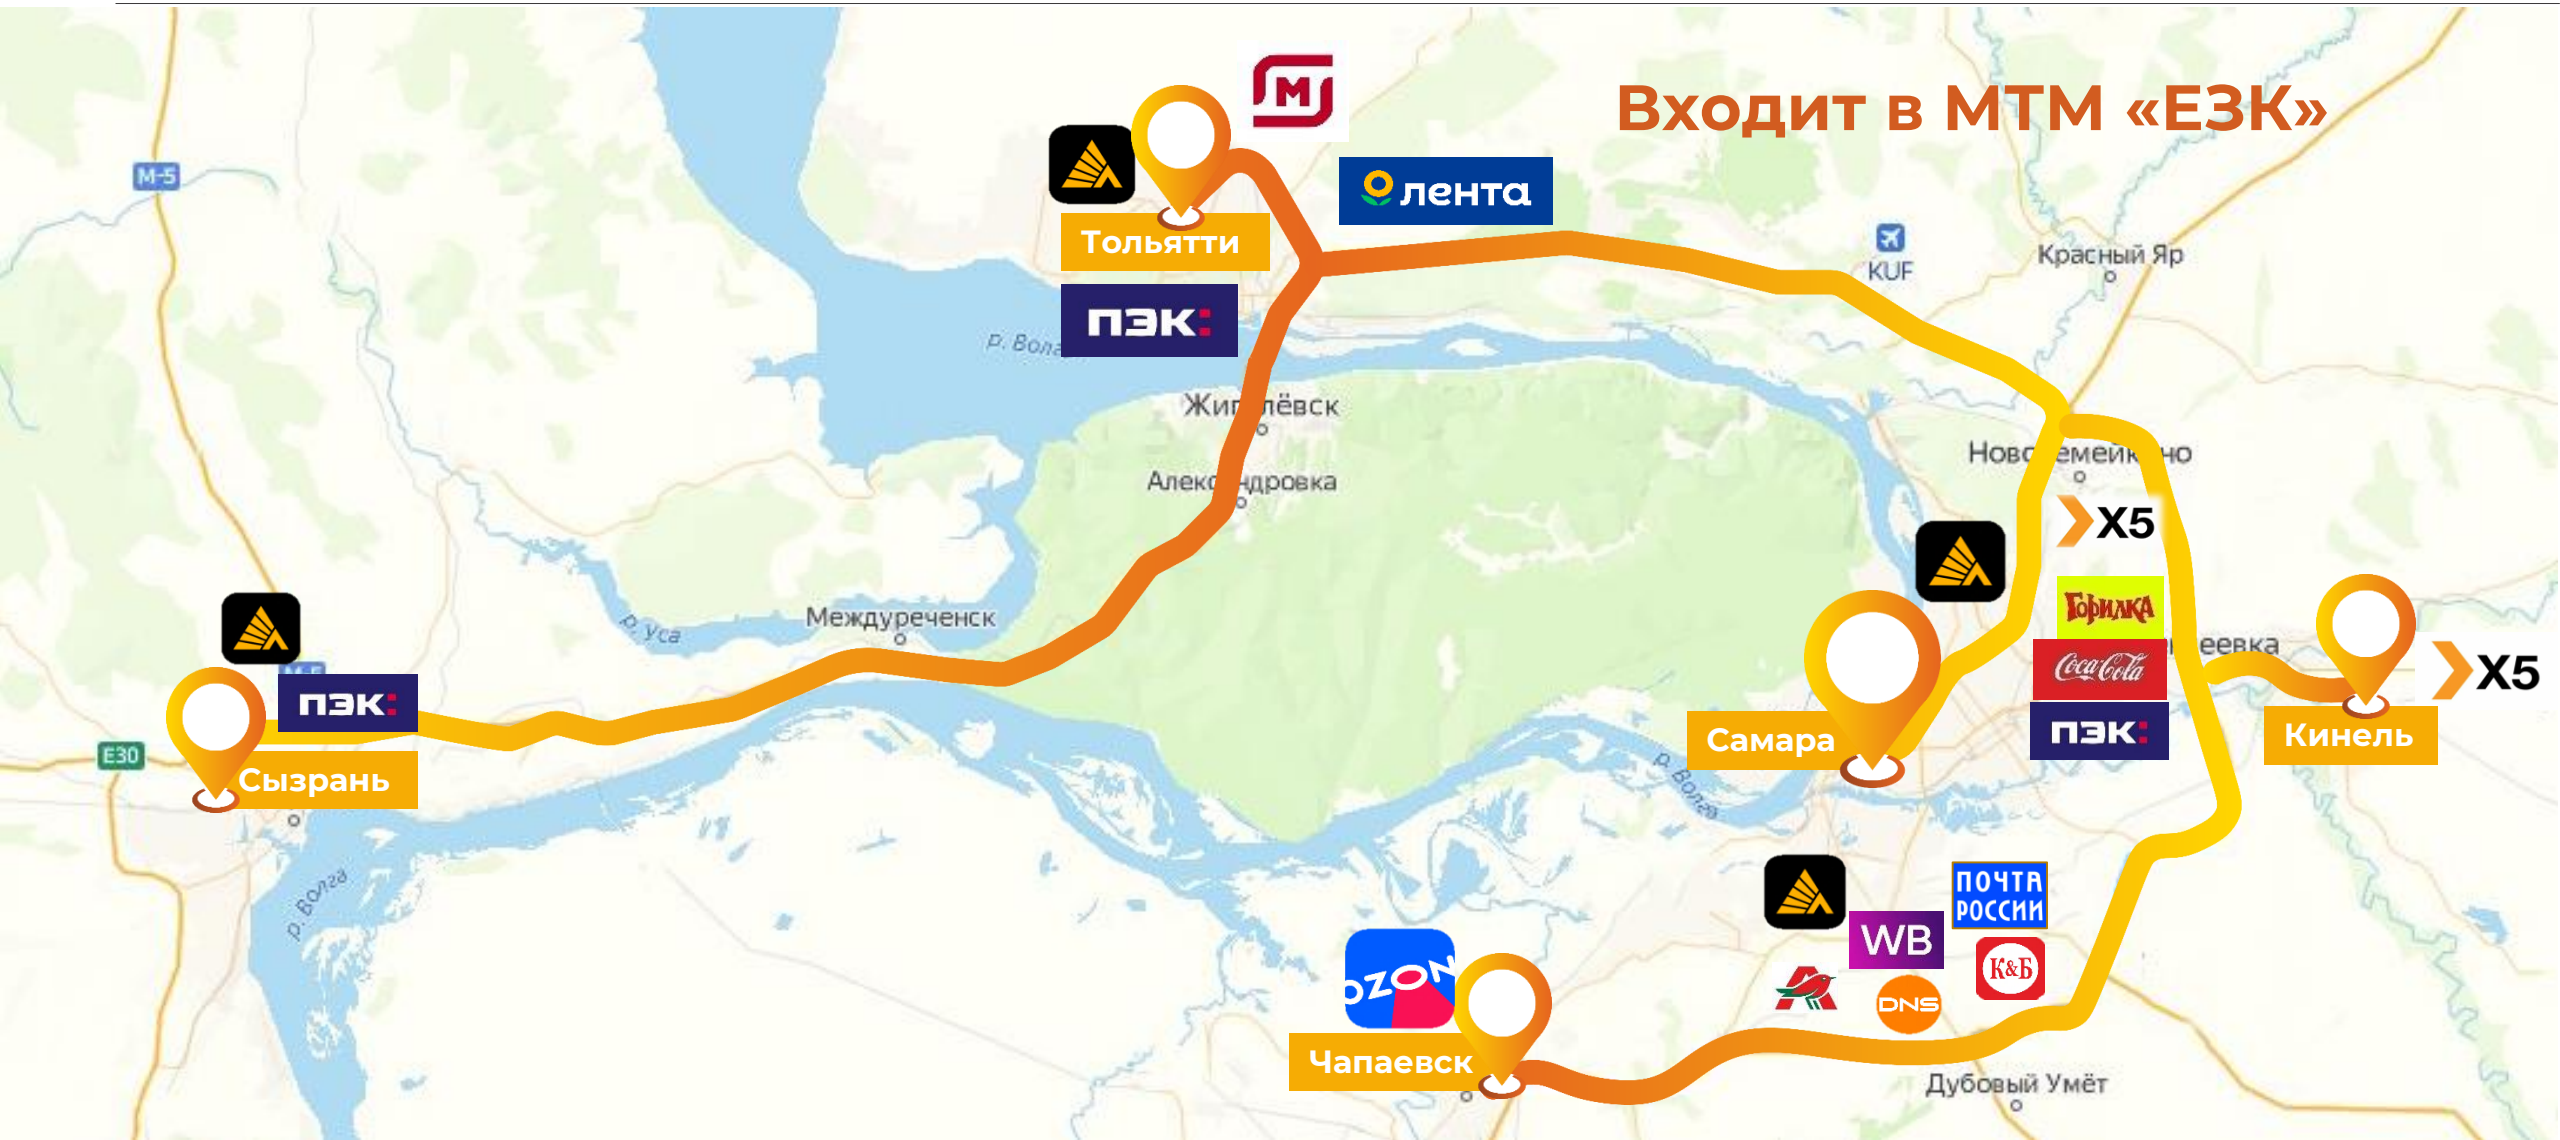 Входит в МТМ «ЕЗК»
М
лента
М-5
Тольятти
KUF
Красный Яр
ПЭК:
р. Волга
Новосемейкино
Александровка
X5
ГОРИЛКА
Междуреченск
р. Уса
Coca-Cola
X5
ПЭК:
ПЭК:
Самара
Кинель
E30
Сызрань
р. Волга
р. Волга
ПОЧТА
РОССИИ
WB
К&Б
OZON
DNS
Чапаевск
Дубовый Умёт